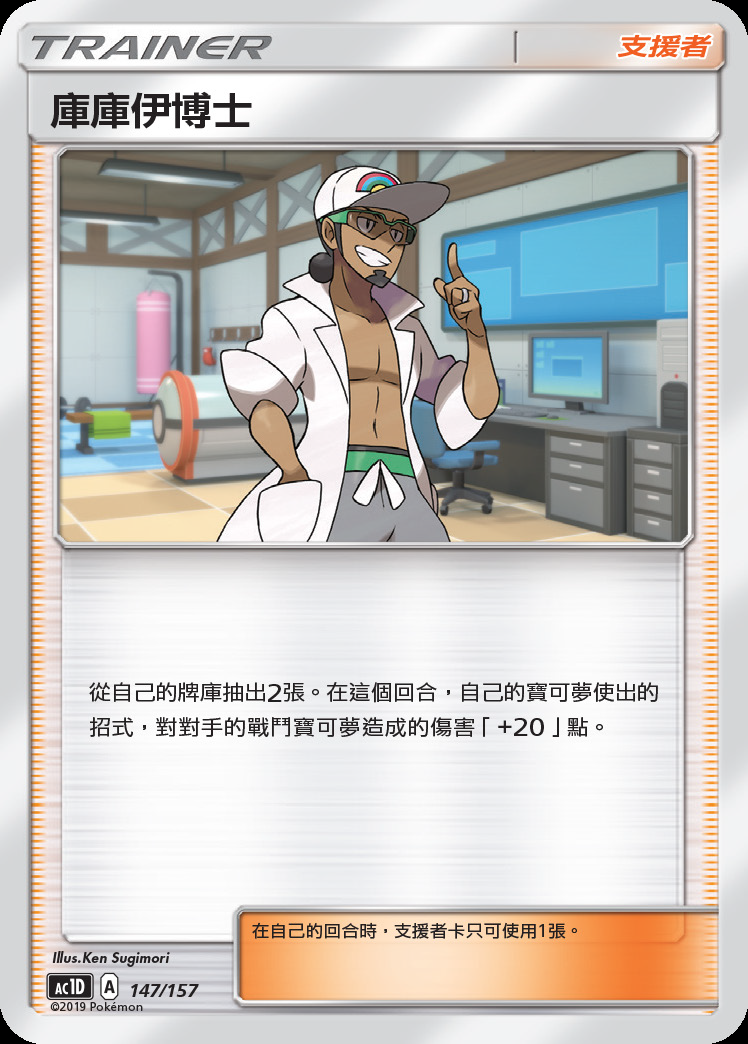 TRAINER
支援者
庫庫伊博士
從自己的牌庫抽出2張。在這個回合，自己的寶可夢使出的
招式，對對手的戰鬥寶可夢造成的傷害「+20」點。
在自己的回合時，支援者卡只可使用1張。
Illus.Ken Sugimori
AC1D A 147/157
©2019 Pokémon